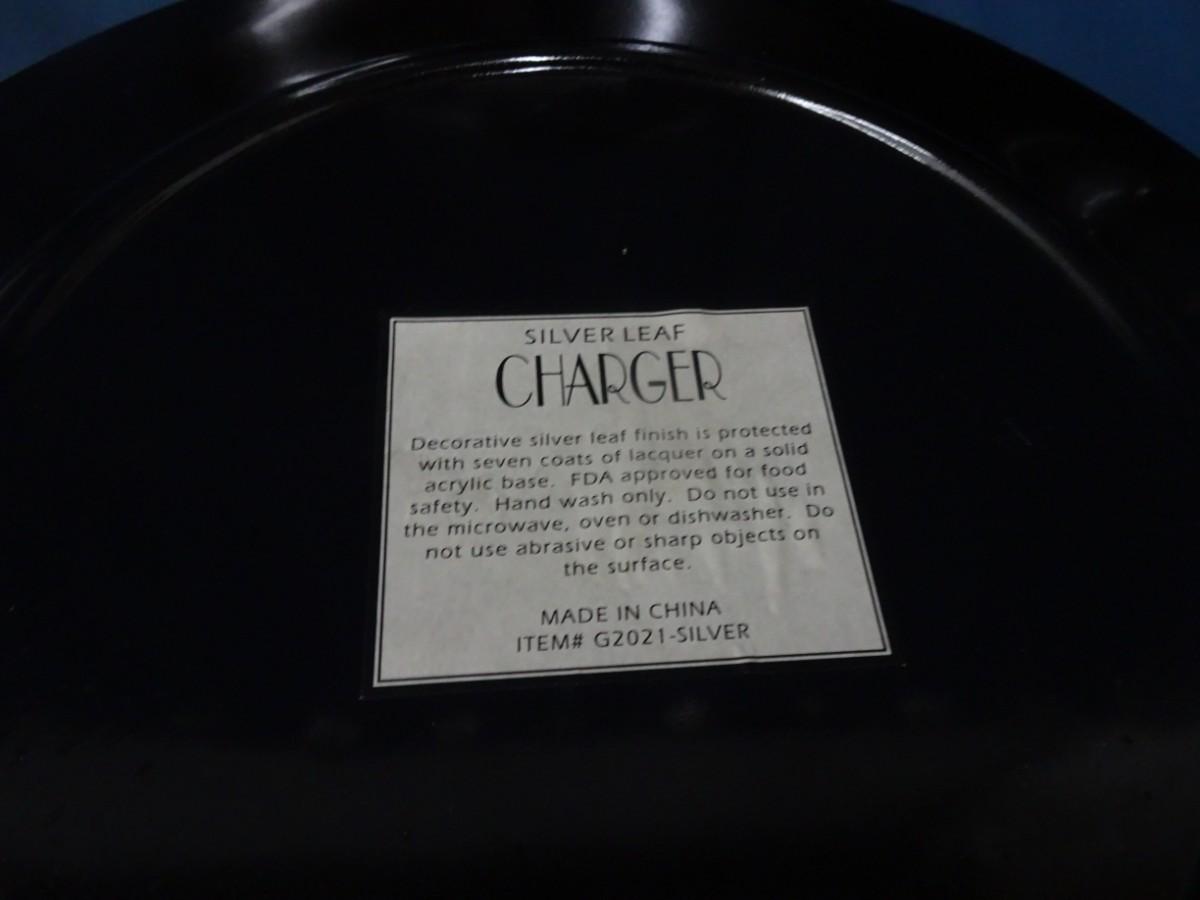 SILVER LEAF
CHARGER
Decorative silver leaf finish is protected
with seven coats of lacquer on a solid
acrylic base. FDA approved for food
safety. Hand wash only. Do not use in
the microwave, oven or dishwasher. Do
not use abrasive or sharp objects on
the surface.
MADE IN CHINA
ITEM# G2021-SILVER